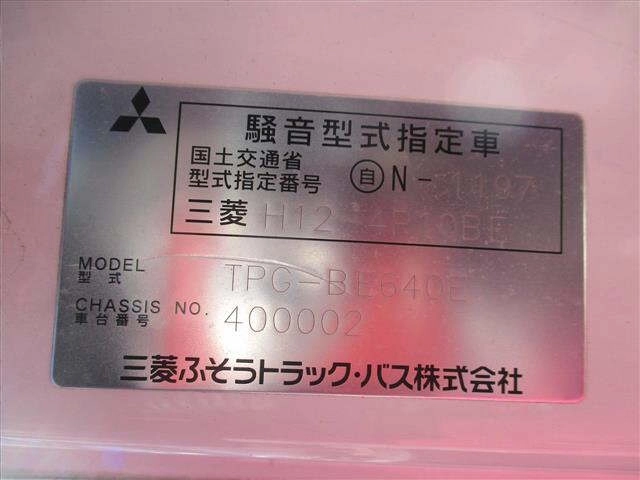 騒音型式指定車
国土交通省
型式指定番号 自 N-
三菱
MODEL
型式 TPG-BE640E
CHASSIS NO.
車台番号 400002
三菱ふそうトラック・バス株式会社